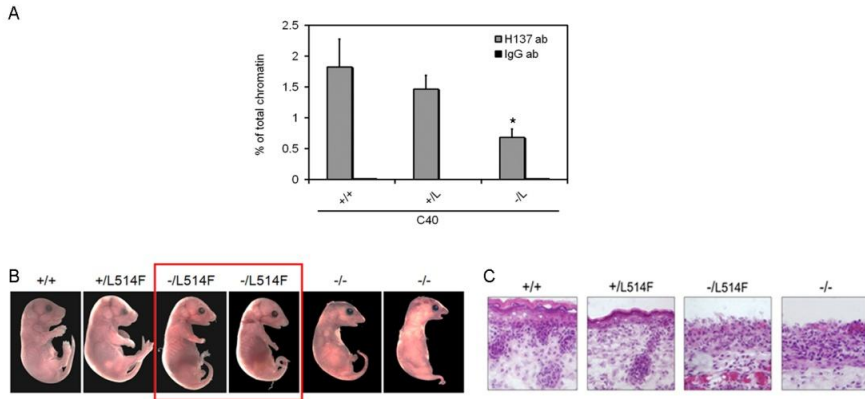 A
% of total chromatin
2.5
2
1.5
1
0.5
0
H137 ab
IgG ab
*
+/+
+/L
-/L
C40
B
+/+
+/L514F
-/L514F
-/L514F
-/-
-/-
C
+/+
+/L514F
-/L514F
-/-